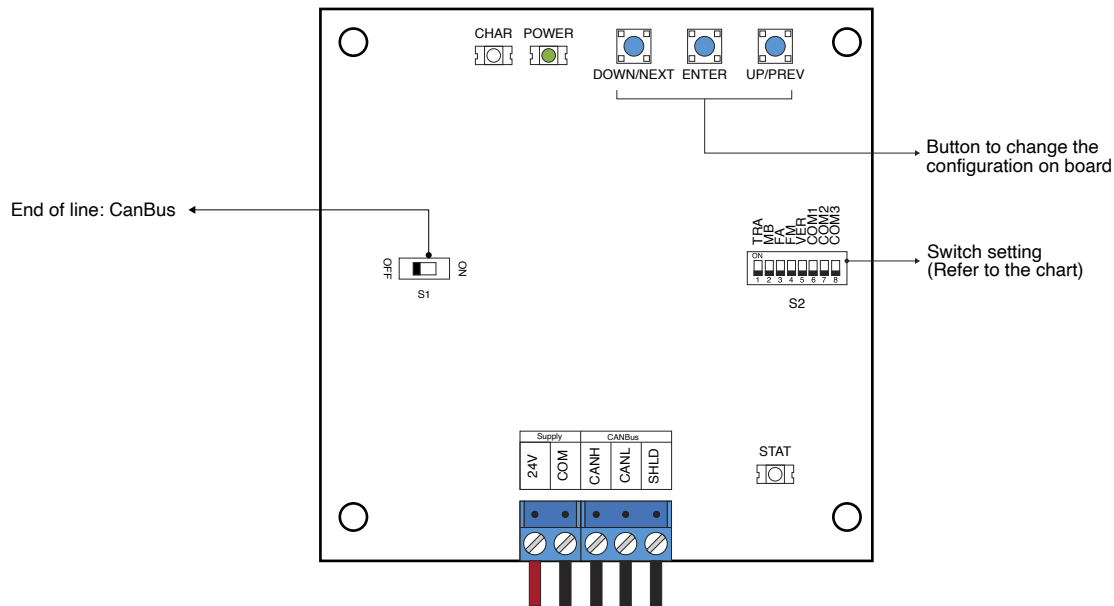 CHAR POWER
DOWN/NEXT ENTER UP/PREV
Button to change the
configuration on board
End of line: CanBus
OFF
ON
S1
TRA
MB
FA
FM
VER
COM1
COM2
COM3
ON
1 2 3 4 5 6 7 8
S2
Switch setting
(Refer to the chart)
Supply CANBus
24V
COM
CANH
CANL
SHLD
STAT